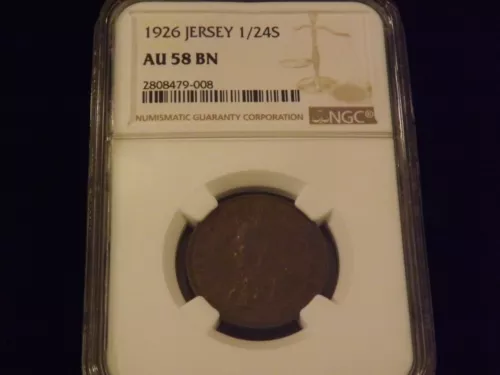 1926 JERSEY 1/24S
AU 58 BN
2808479-008
NUMISMATIC GUARANTY CORPORATION
NGC®